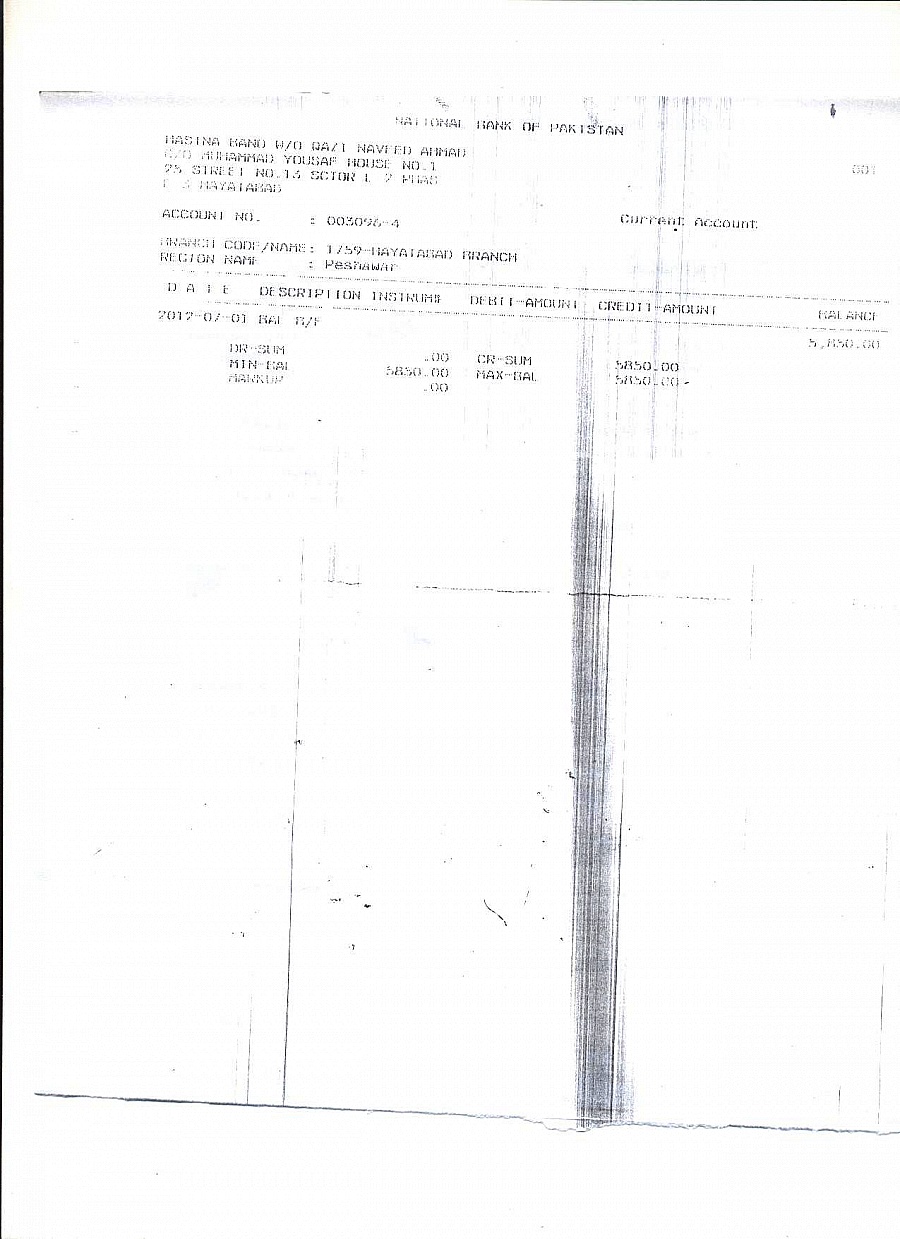 NATIONAL BANK OF PAKISTAN
HASINA BANO W/O QAZI NAVEED AHMAD
C/O MUHAMMAD YOUSAF HOUSE NO.1
25 STREET NO.13 SCTOR L 2 PHAS
E 3 HAYATABAD
001
ACCOUNT NO. : 003096-4 Current Account
BRANCH CODE/NAME: 1759-HAYATABAD BRANCH
REGION NAME : Peshawar
D A T E DESCRIPTION INSTRUME DEBIT-AMOUNT CREDIT-AMOUNT BALANCE
2012-07-01 BAL B/F 5,850.00
DR-SUM .00 CR-SUM 5850.00
MIN-BAL 5850.00 MAX-BAL 5850.00
MARKUP .00